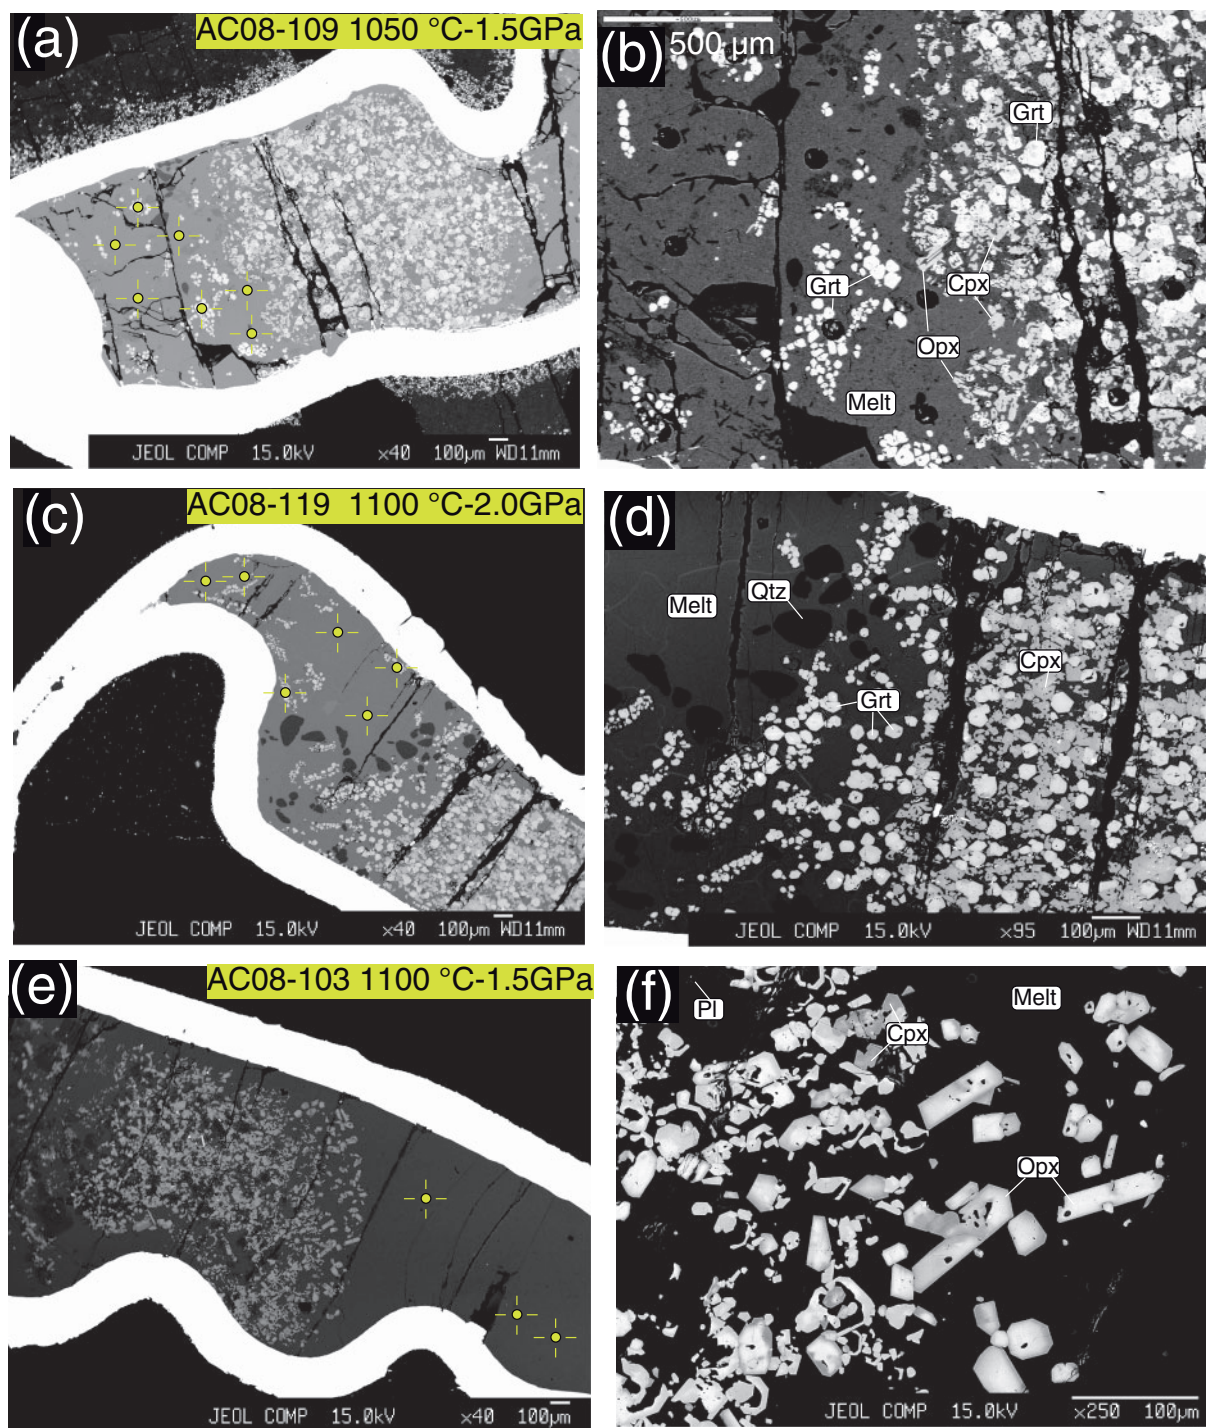 (a)
AC08-109 1050 °C-1.5GPa
JEOL COMP 15.0kV ×40 100µm WD11mm
(b)
500 µm
Grt
Grt
Cpx
Opx
Melt
(c)
AC08-119 1100 °C-2.0GPa
JEOL COMP 15.0kV ×40 100µm WD11mm
(d)
Melt
Qtz
Cpx
Grt
JEOL COMP 15.0kV ×95 100µm WD11mm
(e)
AC08-103 1100 °C-1.5GPa
JEOL COMP 15.0kV ×40 100µm
(f)
Pl
Melt
Cpx
Opx
JEOL COMP 15.0kV ×250 100µm